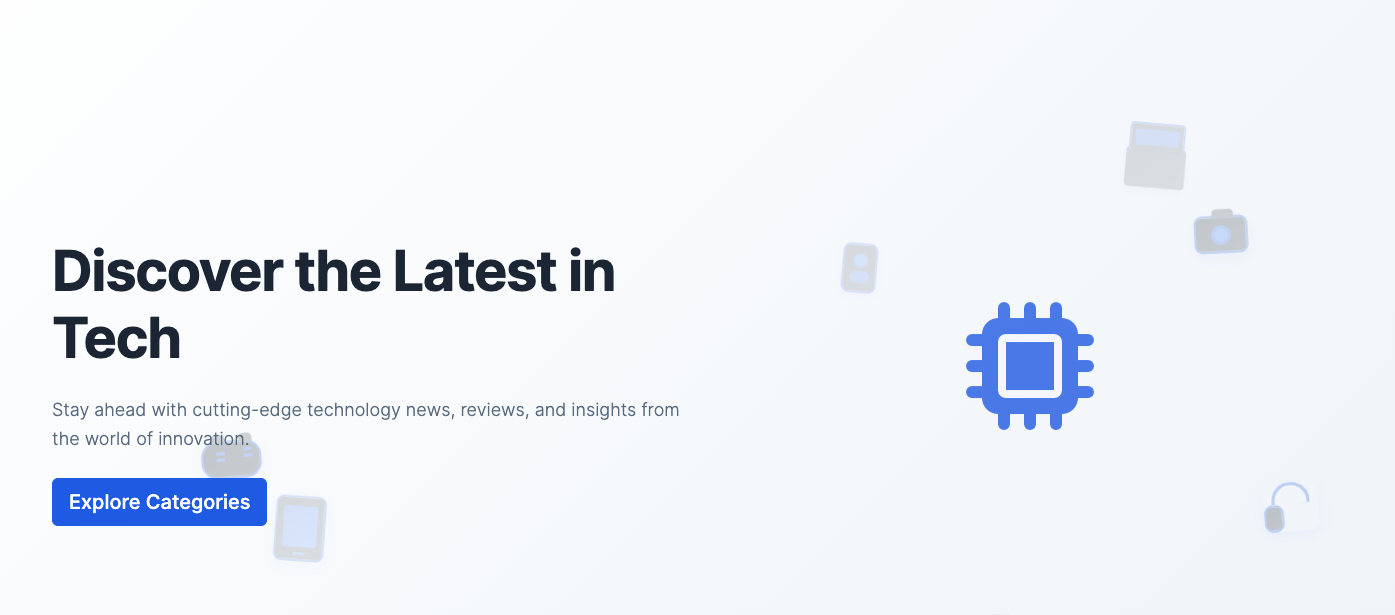 Discover the Latest in
Tech
Stay ahead with cutting-edge technology news, reviews, and insights from
the world of innovation.
Explore Categories